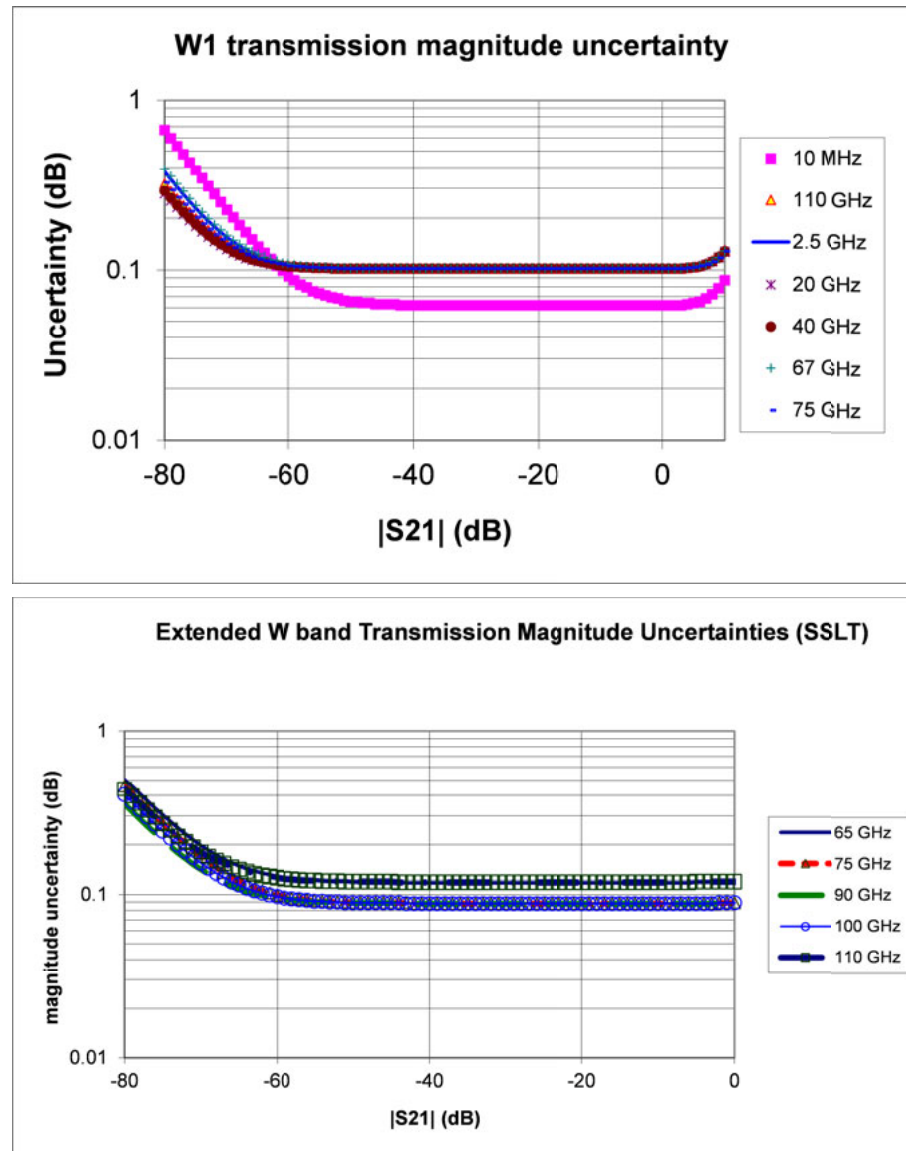 W1 transmission magnitude uncertainty
Uncertainty (dB)
1
0.1
0.01
-80 -60 -40 -20 0
|S21| (dB)
10 MHz
110 GHz
2.5 GHz
20 GHz
40 GHz
67 GHz
75 GHz
Extended W band Transmission Magnitude Uncertainties (SSLT)
magnitude uncertainty (dB)
1
0.1
0.01
-80 -60 -40 -20 0
|S21| (dB)
65 GHz
75 GHz
90 GHz
100 GHz
110 GHz